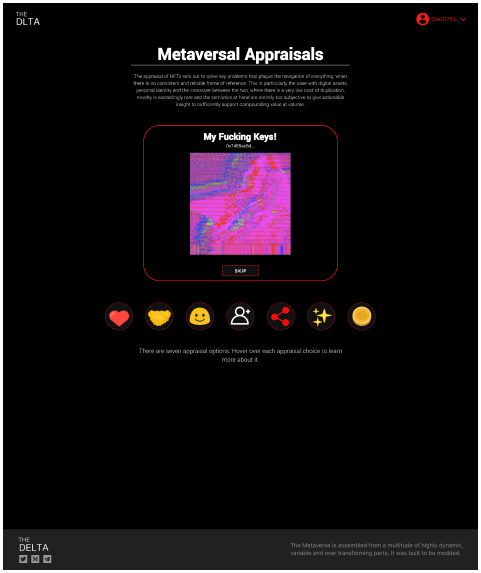 THE
DLTA
0xa3f761...
Metaversal Appraisals
The appraisal of NFTs sets out to solve key problems that plague the navigation of everything, when
there is no consistent and reliable frame of reference. This is particularly the case with digital assets,
personal identity and the crossover between the two, where there is a very low cost of duplication,
novelty is exceedingly rare and the semiotics at hand are entirely too subjective to give actionable
insight to sufficiently support compounding value at volume.
My Fucking Keys!
0x7485ac6d...
SKIP
There are seven appraisal options. Hover over each appraisal choice to learn
more about it.
THE
DELTA
The Metaverse is assembled from a multitude of highly dynamic,
variable and ever transforming parts. It was built to be modded.